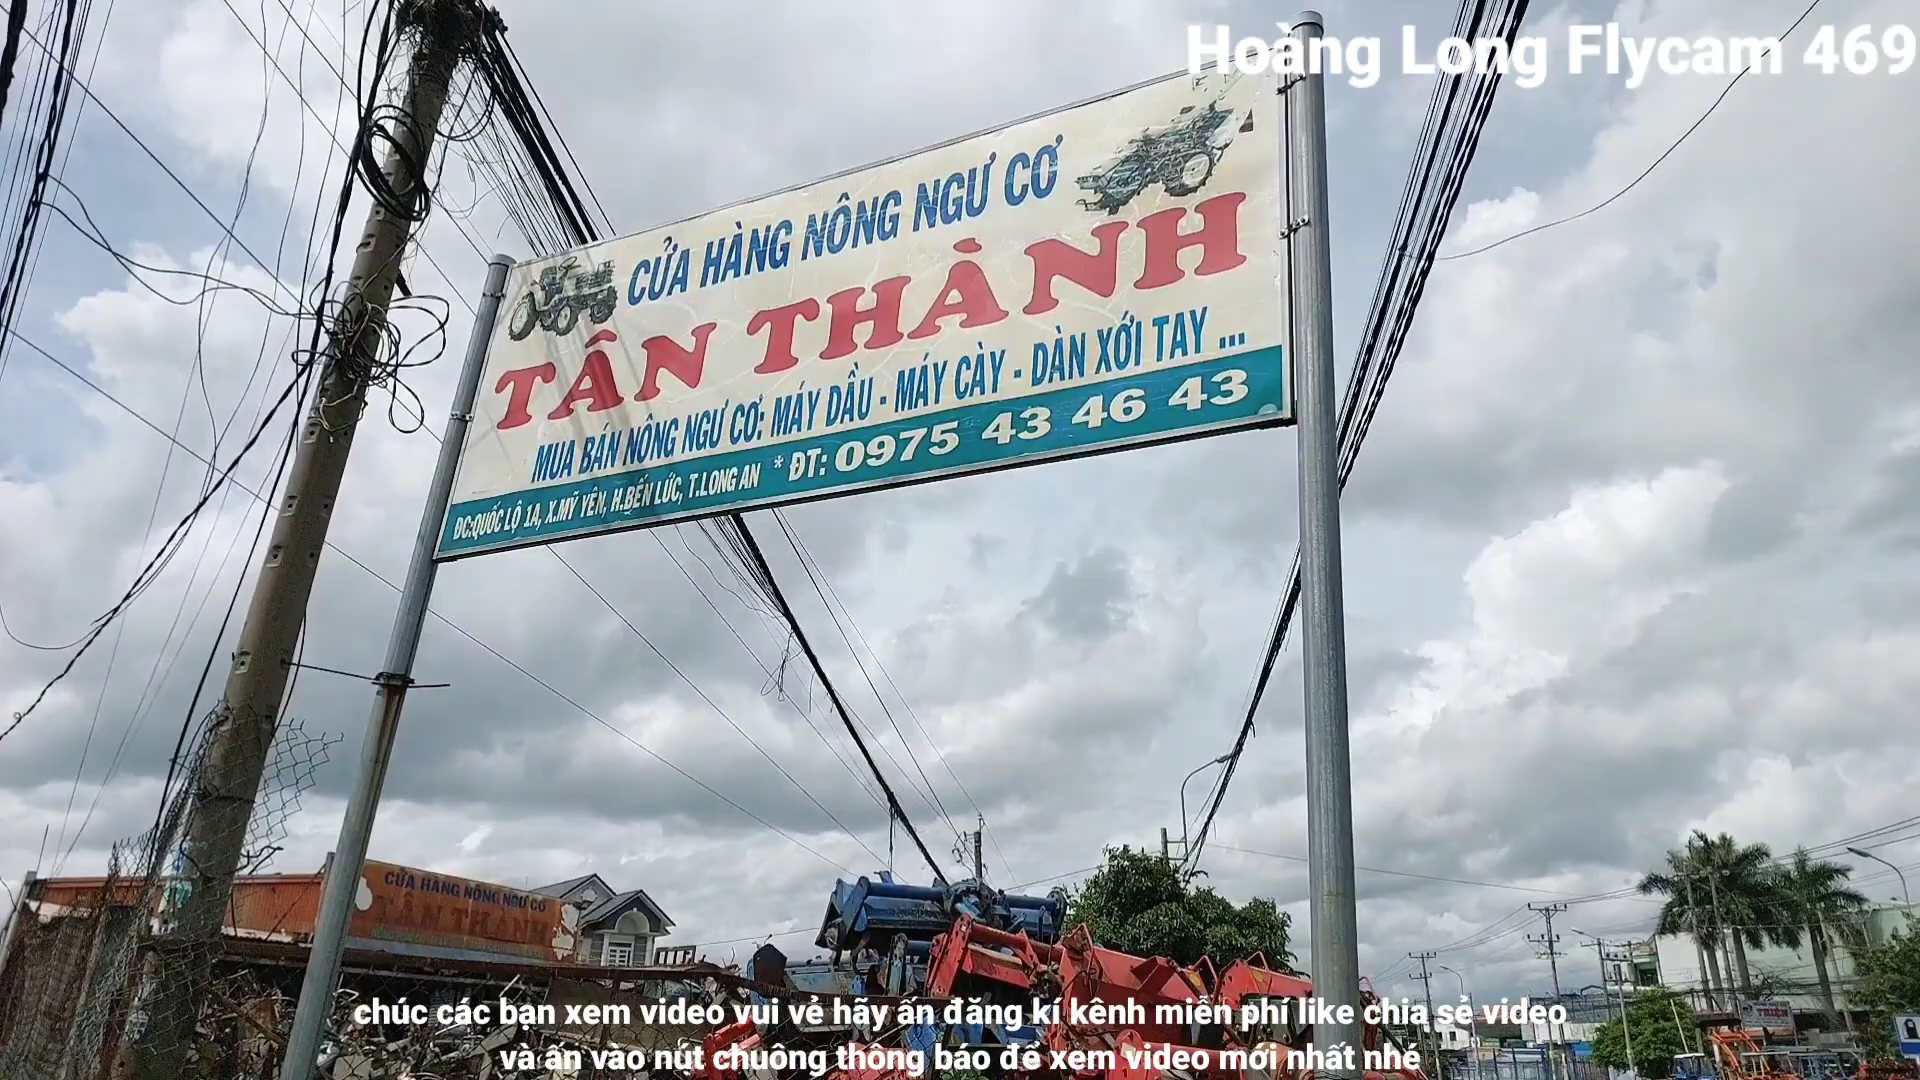 Hoàng Long Flycam 469
CỬA HÀNG NÔNG NGƯ CƠ
TÂN THÀNH
MUA BÁN NÔNG NGƯ CƠ: MÁY DẦU - MÁY CÀY - DÀN XỚI TAY ...
ĐC:QUỐC LỘ 1A, X.MỸ YÊN, H.BẾN LỨC, T.LONG AN * ĐT: 0975 43 46 43
CỬA HÀNG NÔNG NGƯ CƠ
TÂN THÀNH
chúc các bạn xem video vui vẻ hãy ấn đăng kí kênh miễn phí like chia sẻ video
và ấn vào nút chuông thông báo để xem video mới nhất nhé